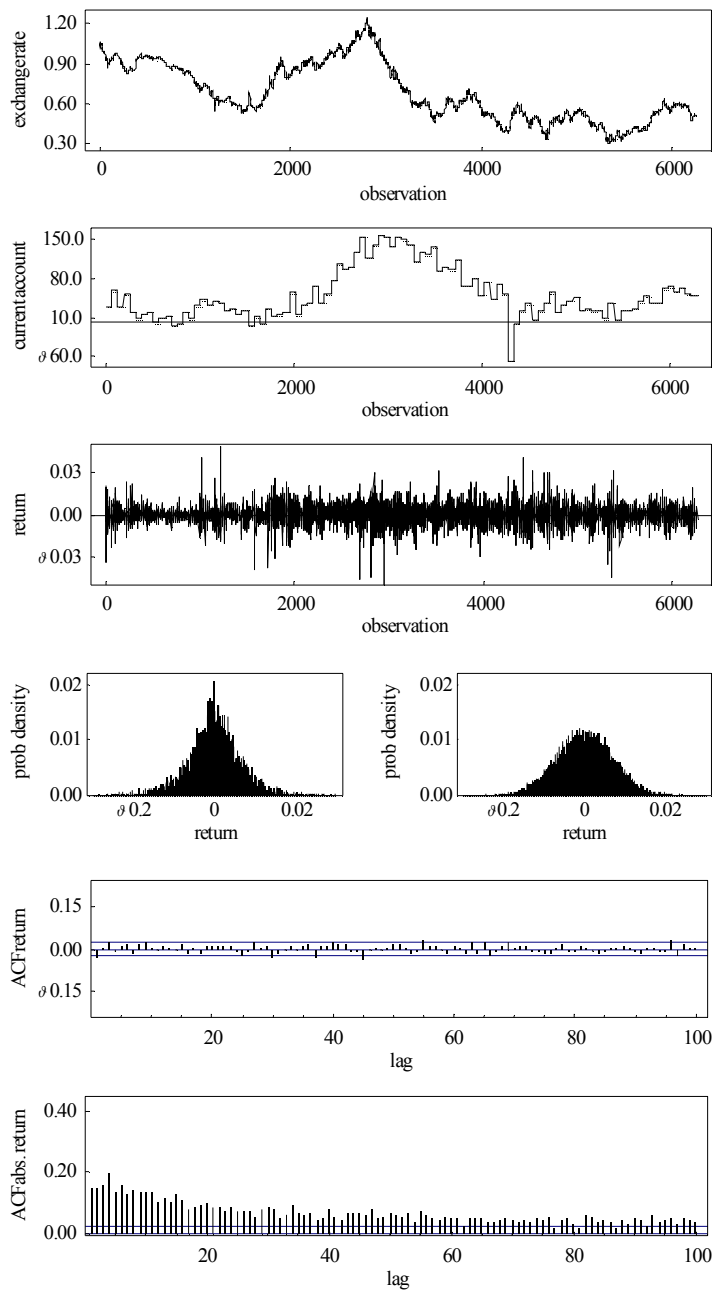 exchangerate
1.20
0.90
0.60
0.30
0 2000 4000 6000
observation
current account
150.0
80.0
10.0
ϑ 60.0
0 2000 4000 6000
observation
return
0.03
0.00
ϑ 0.03
0 2000 4000 6000
observation
prob density
0.02
0.01
0.00
ϑ 0.2 0 0.02
return
prob density
0.02
0.01
0.00
ϑ 0.2 0 0.02
return
ACFreturn
0.15
0.00
ϑ 0.15
20 40 60 80 100
lag
ACFabs. return
0.40
0.20
0.00
20 40 60 80 100
lag